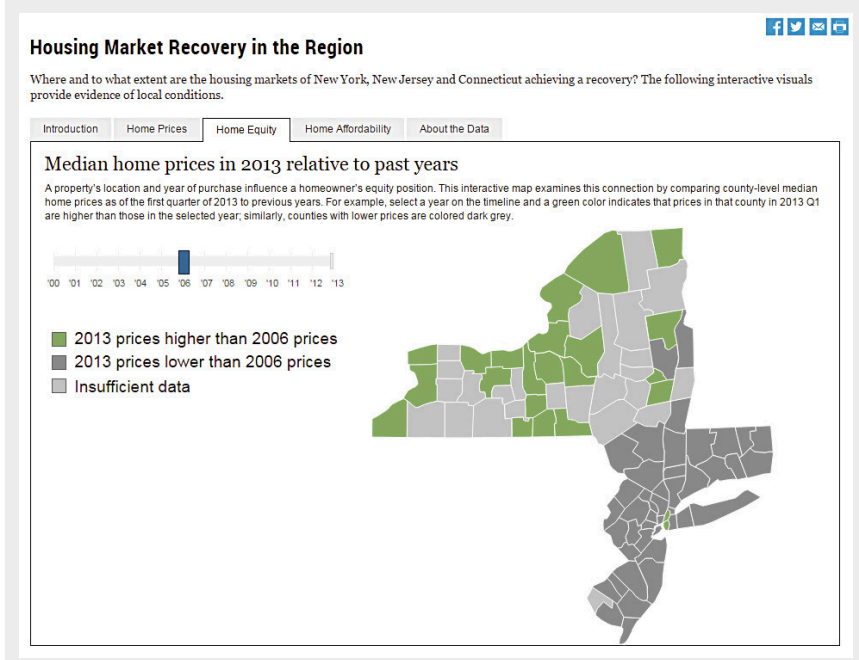 Housing Market Recovery in the Region
Where and to what extent are the housing markets of New York, New Jersey and Connecticut achieving a recovery? The following interactive visuals
provide evidence of local conditions.
Introduction
Home Prices
Home Equity
Home Affordability
About the Data
Median home prices in 2013 relative to past years
A property's location and year of purchase influence a homeowner's equity position. This interactive map examines this connection by comparing county-level median
home prices as of the first quarter of 2013 to previous years. For example, select a year on the timeline and a green color indicates that prices in that county in 2013 Q1
are higher than those in the selected year; similarly, counties with lower prices are colored dark grey.
'00 '01 '02 '03 '04 '05 '06 '07 '08 '09 '10 '11 '12 '13
2013 prices higher than 2006 prices
2013 prices lower than 2006 prices
Insufficient data